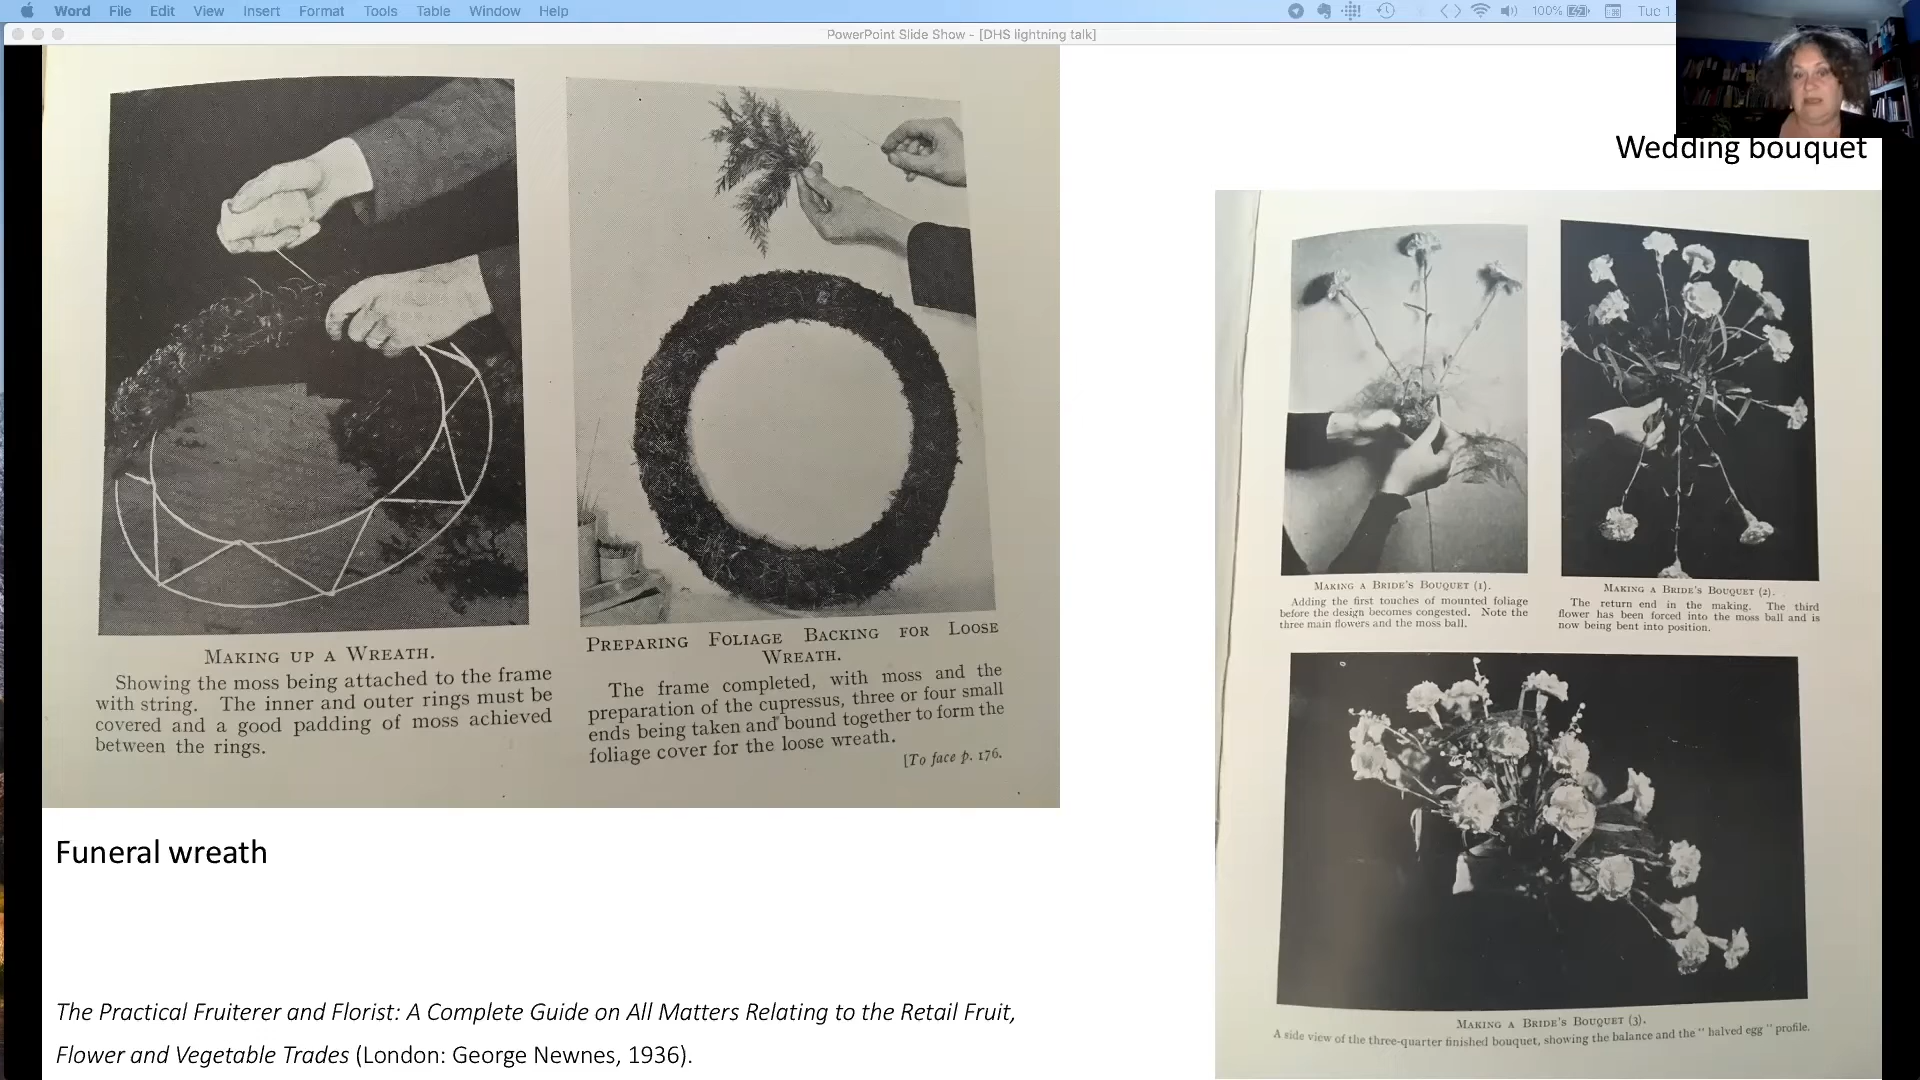 Word File Edit View Insert Format Tools Table Window Help 100% Tue 1
PowerPoint Slide Show - [DHS lightning talk]
Wedding bouquet
MAKING UP A WREATH.
Showing the moss being attached to the frame
with string. The inner and outer rings must be
covered and a good padding of moss achieved
between the rings.
PREPARING FOLIAGE BACKING FOR LOOSE
WREATH.
The frame completed, with moss and the
preparation of the cupressus, three or four small
ends being taken and bound together to form the
foliage cover for the loose wreath.
[To face p. 176.
MAKING A BRIDE'S BOUQUET (1).
Adding the first touches of mounted foliage
before the design becomes congested. Note the
three main flowers and the moss ball.
MAKING A BRIDE'S BOUQUET (2).
The return end in the making. The third
flower has been forced into the moss ball and is
now being bent into position.
MAKING A BRIDE'S BOUQUET (3).
A side view of the three-quarter finished bouquet, showing the balance and the " halved egg " profile.
Funeral wreath
The Practical Fruiterer and Florist: A Complete Guide on All Matters Relating to the Retail Fruit,
Flower and Vegetable Trades (London: George Newnes, 1936).